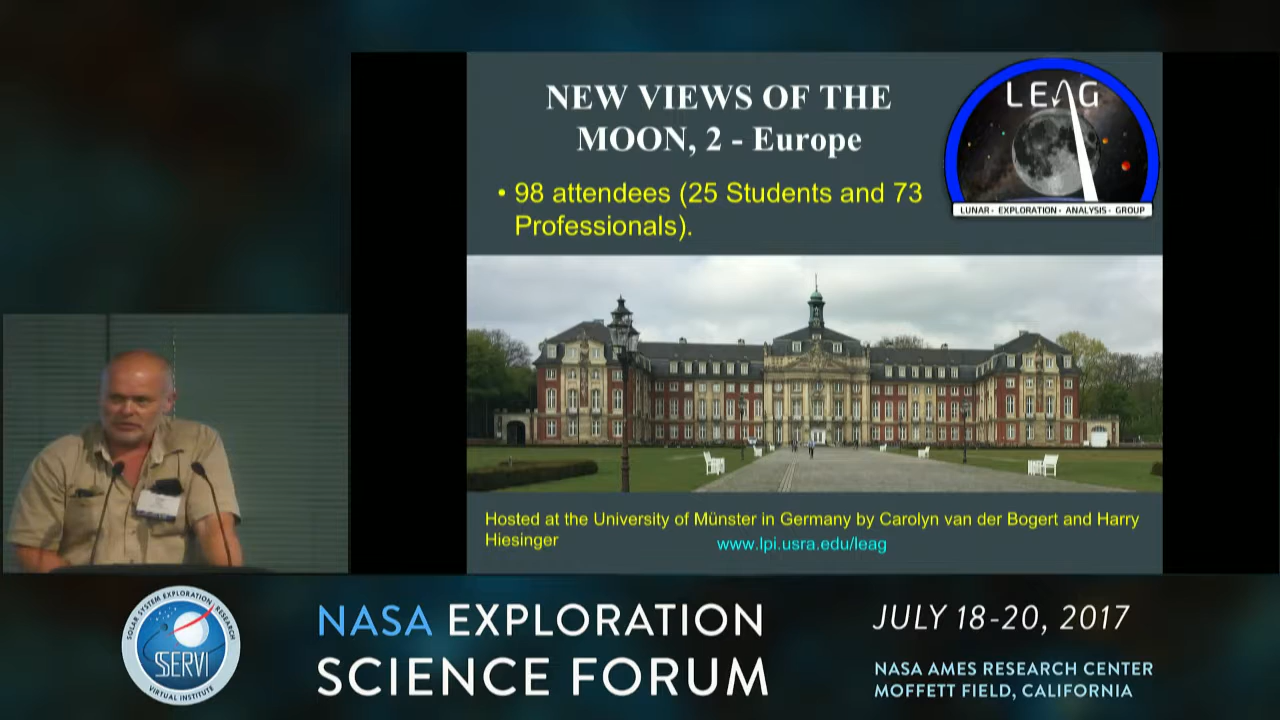 NEW VIEWS OF THE
MOON, 2 - Europe
LEAG
LUNAR • EXPLORATION • ANALYSIS • GROUP
• 98 attendees (25 Students and 73
Professionals).
Hosted at the University of Münster in Germany by Carolyn van der Bogert and Harry
Hiesinger
www.lpi.usra.edu/leag
SOLAR SYSTEM EXPLORATION RESEARCH
SSERVI
VIRTUAL INSTITUTE
NASA EXPLORATION
SCIENCE FORUM
JULY 18-20, 2017
NASA AMES RESEARCH CENTER
MOFFETT FIELD, CALIFORNIA